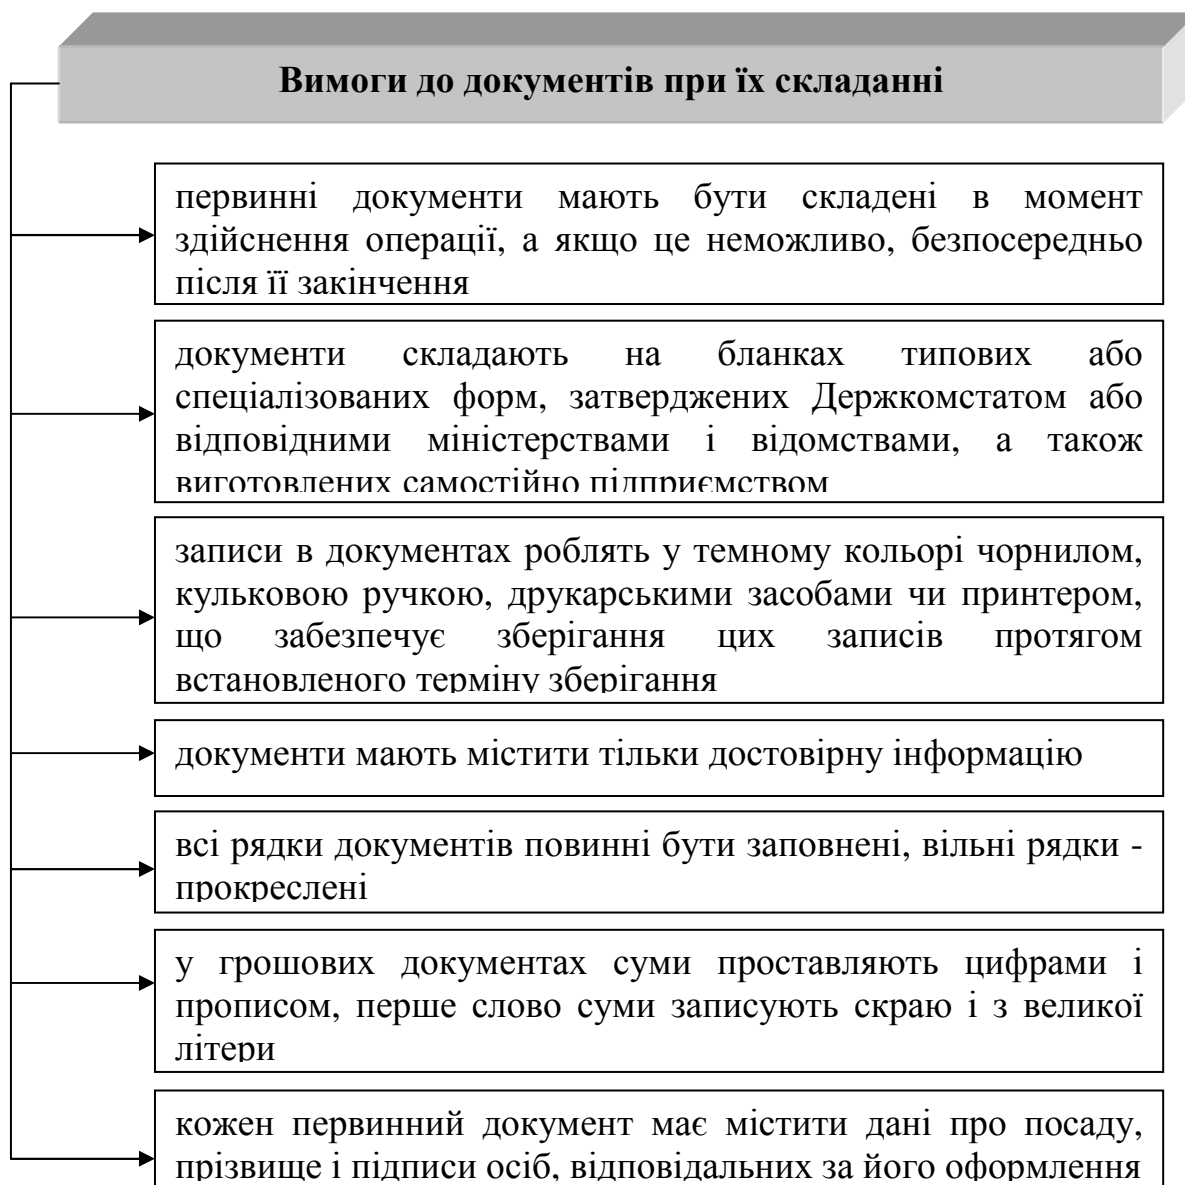 Вимоги до документів при їх складанні
первинні документи мають бути складені в момент
здійснення операції, а якщо це неможливо, безпосередньо
після її закінчення
документи складають на бланках типових або
спеціалізованих форм, затверджених Держкомстатом або
відповідними міністерствами і відомствами, а також
виготовлених самостійно підприємством
записи в документах роблять у темному кольорі чорнилом,
кульковою ручкою, друкарськими засобами чи принтером,
що забезпечує зберігання цих записів протягом
встановленого терміну зберігання
документи мають містити тільки достовірну інформацію
всі рядки документів повинні бути заповнені, вільні рядки -
прокреслені
у грошових документах суми проставляють цифрами і
прописом, перше слово суми записують скраю і з великої
літери
кожен первинний документ має містити дані про посаду,
прізвище і підписи осіб, відповідальних за його оформлення